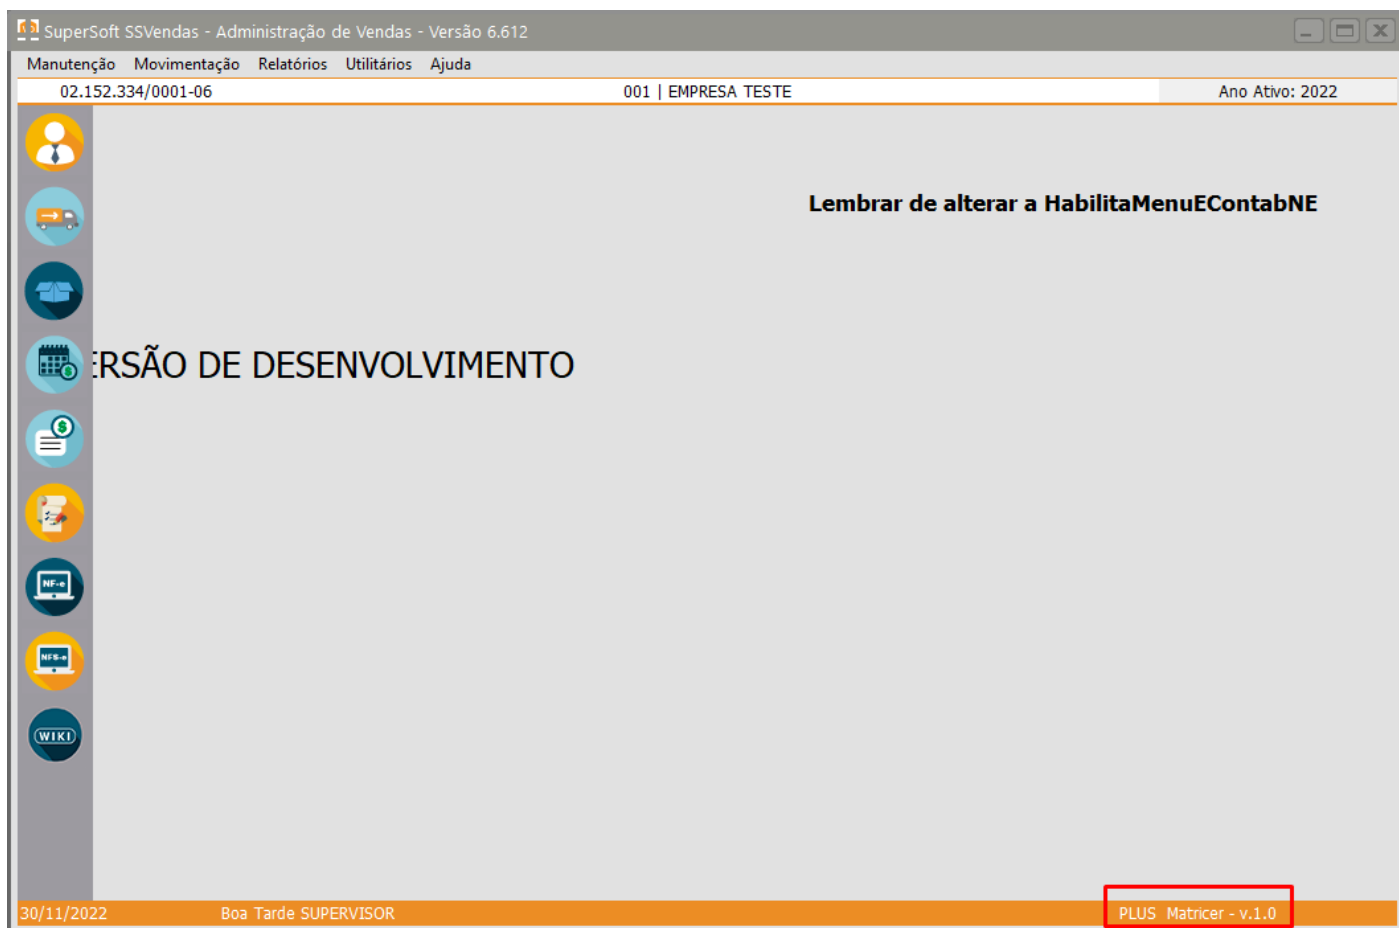 SuperSoft SSVendas - Administração de Vendas - Versão 6.612
Manutenção Movimentação Relatórios Utilitários Ajuda
02.152.334/0001-06 001 | EMPRESA TESTE Ano Ativo: 2022
Lembrar de alterar a HabilitaMenuEContabNE
ERSÃO DE DESENVOLVIMENTO
NF-e
NFS-e
WIKI
30/11/2022 Boa Tarde SUPERVISOR PLUS Matricer - v.1.0